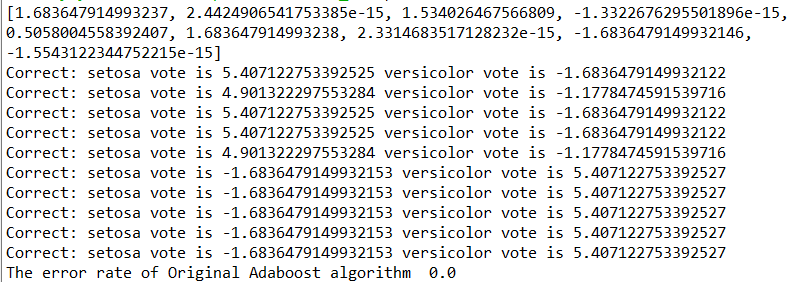 [1.683647914993237, 2.4424906541753385e-15, 1.534026467566809, -1.3322676295501896e-15,
0.5058004558392407, 1.683647914993238, 2.3314683517128232e-15, -1.6836479149932146,
-1.5543122344752215e-15]
Correct: setosa vote is 5.407122753392525 versicolor vote is -1.6836479149932122
Correct: setosa vote is 4.901322297553284 versicolor vote is -1.1778474591539716
Correct: setosa vote is 5.407122753392525 versicolor vote is -1.6836479149932122
Correct: setosa vote is 5.407122753392525 versicolor vote is -1.6836479149932122
Correct: setosa vote is 4.901322297553284 versicolor vote is -1.1778474591539716
Correct: setosa vote is -1.6836479149932153 versicolor vote is 5.407122753392527
Correct: setosa vote is -1.6836479149932153 versicolor vote is 5.407122753392527
Correct: setosa vote is -1.6836479149932153 versicolor vote is 5.407122753392527
Correct: setosa vote is -1.6836479149932153 versicolor vote is 5.407122753392527
Correct: setosa vote is -1.6836479149932153 versicolor vote is 5.407122753392527
The error rate of Original Adaboost algorithm  0.0